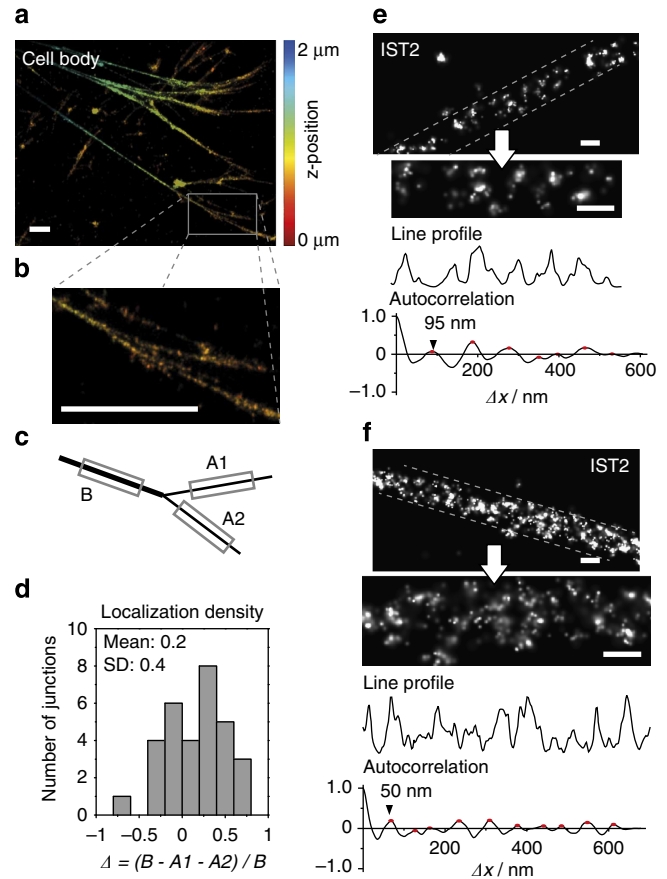 a
Cell body
2 µm
z-position
0 µm
b
c
B
A1
A2
d
Localization density
Mean: 0.2
SD: 0.4
Number of junctions
10
8
6
4
2
0
−1 −0.5 0 0.5 1
Δ = (B - A1 - A2) / B
e
IST2
Line profile
Autocorrelation
1.0
95 nm
0
−1.0
200 400 600
Δx / nm
f
IST2
Line profile
Autocorrelation
1.0
50 nm
0
−1.0
200 400 600
Δx / nm